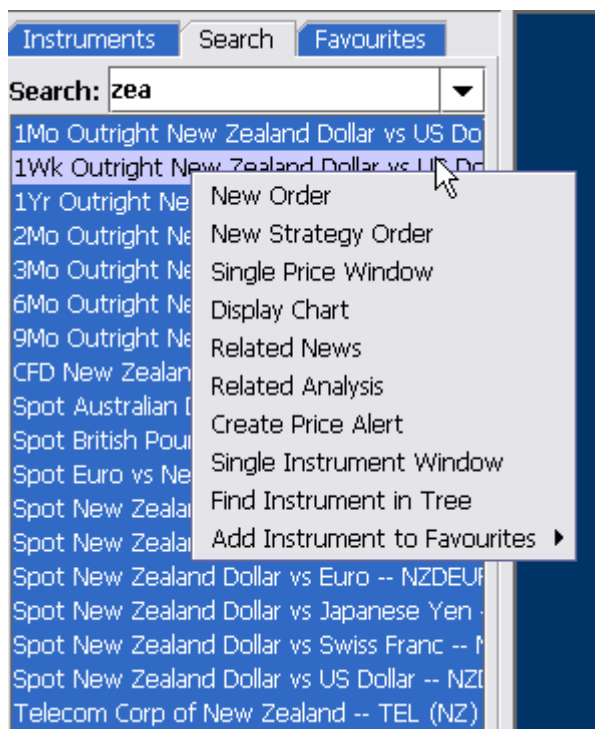 Instruments Search Favourites
Search: zea
1Mo Outright New Zealand Dollar vs US Do
1Wk Outright New Zealand Dollar vs US Do
1Yr Outright Ne
2Mo Outright Ne
3Mo Outright Ne
6Mo Outright Ne
9Mo Outright Ne
CFD New Zealan
Spot Australian
Spot British Pou
Spot Euro vs Ne
Spot New Zeala
Spot New Zeala
Spot New Zealand Dollar vs Euro -- NZDEUR
Spot New Zealand Dollar vs Japanese Yen -
Spot New Zealand Dollar vs Swiss Franc -- N
Spot New Zealand Dollar vs US Dollar -- NZD
Telecom Corp of New Zealand -- TEL (NZ)
New Order
New Strategy Order
Single Price Window
Display Chart
Related News
Related Analysis
Create Price Alert
Single Instrument Window
Find Instrument in Tree
Add Instrument to Favourites